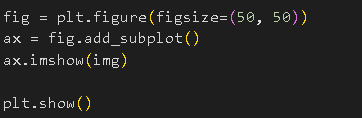 fig = plt.figure(figsize=(50, 50))
ax = fig.add_subplot()
ax.imshow(img)

plt.show()